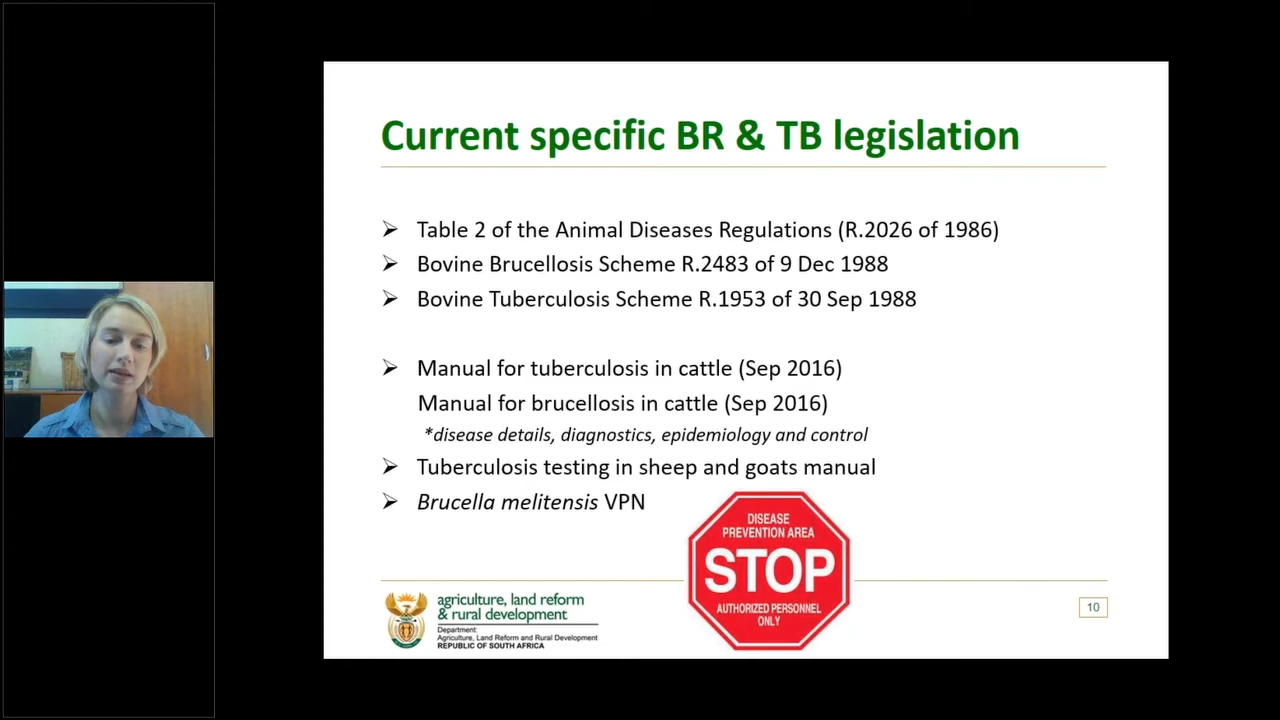 Current specific BR & TB legislation
Table 2 of the Animal Diseases Regulations (R.2026 of 1986)
Bovine Brucellosis Scheme R.2483 of 9 Dec 1988
Bovine Tuberculosis Scheme R.1953 of 30 Sep 1988
Manual for tuberculosis in cattle (Sep 2016)
Manual for brucellosis in cattle (Sep 2016)
*disease details, diagnostics, epidemiology and control
Tuberculosis testing in sheep and goats manual
Brucella melitensis VPN
DISEASE
PREVENTION AREA
STOP
AUTHORIZED PERSONNEL
ONLY
agriculture, land reform
& rural development
Department:
Agriculture, Land Reform and Rural Development
REPUBLIC OF SOUTH AFRICA
10